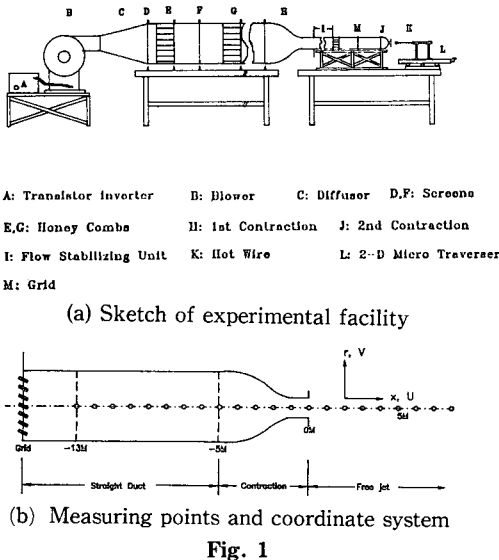 B C D E F G H I M J K
A L
A: Transistor Inverter B: Blower C: Diffuser D,F: Screens
E,G: Honey Combs H: 1st Contraction J: 2nd Contraction
I: Flow Stabilizing Unit K: Hot Wire L: 2-D Micro Traverser
M: Grid
(a) Sketch of experimental facility
r, V
x, U
5M
0M
Grid -13M -5M
Straight Duct Contraction Free jet
(b) Measuring points and coordinate system
Fig. 1